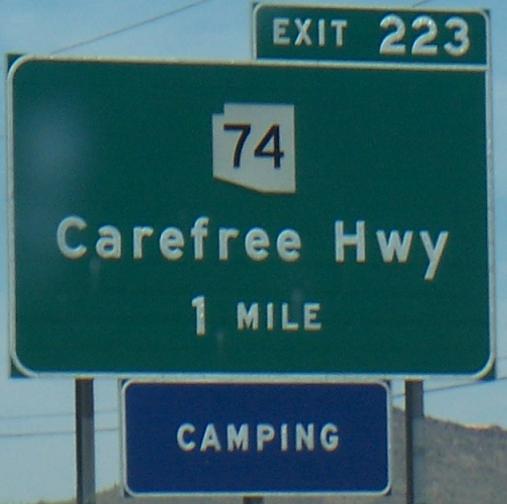 EXIT 223
74
Carefree Hwy
1 MILE
CAMPING